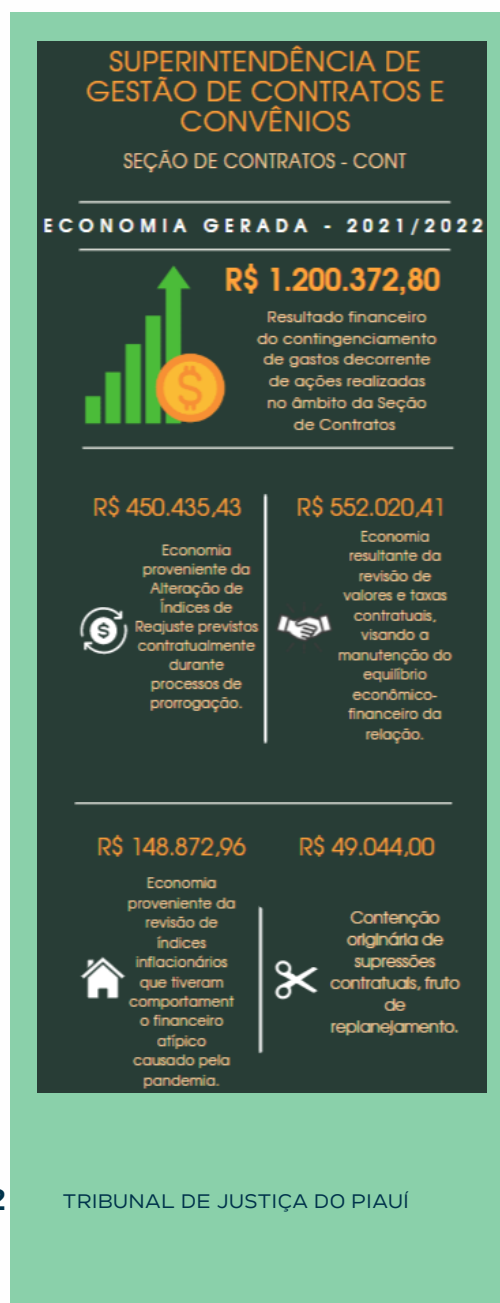 SUPERINTENDÊNCIA DE
GESTÃO DE CONTRATOS E
CONVÊNIOS
SEÇÃO DE CONTRATOS - CONT
ECONOMIA GERADA - 2021/2022
R$ 1.200.372,80
Resultado financeiro
do contingenciamento
de gastos decorrente
de ações realizadas
no âmbito da Seção
de Contratos
R$ 450.435,43
Economia
proveniente da
Alteração de
Índices de
Reajuste previstos
contratualmente
durante
processos de
prorrogação.
R$ 552.020,41
Economia
resultante da
revisão de
valores e taxas
contratuais,
visando a
manutenção do
equilíbrio
econômico-
financeiro da
relação.
R$ 148.872,96
Economia
proveniente da
revisão de
índices
inflacionários
que tiveram
comportament
o financeiro
atípico
causado pela
pandemia.
R$ 49.044,00
Contenção
originária de
supressões
contratuais, fruto
de
replanejamento.
2 TRIBUNAL DE JUSTIÇA DO PIAUÍ